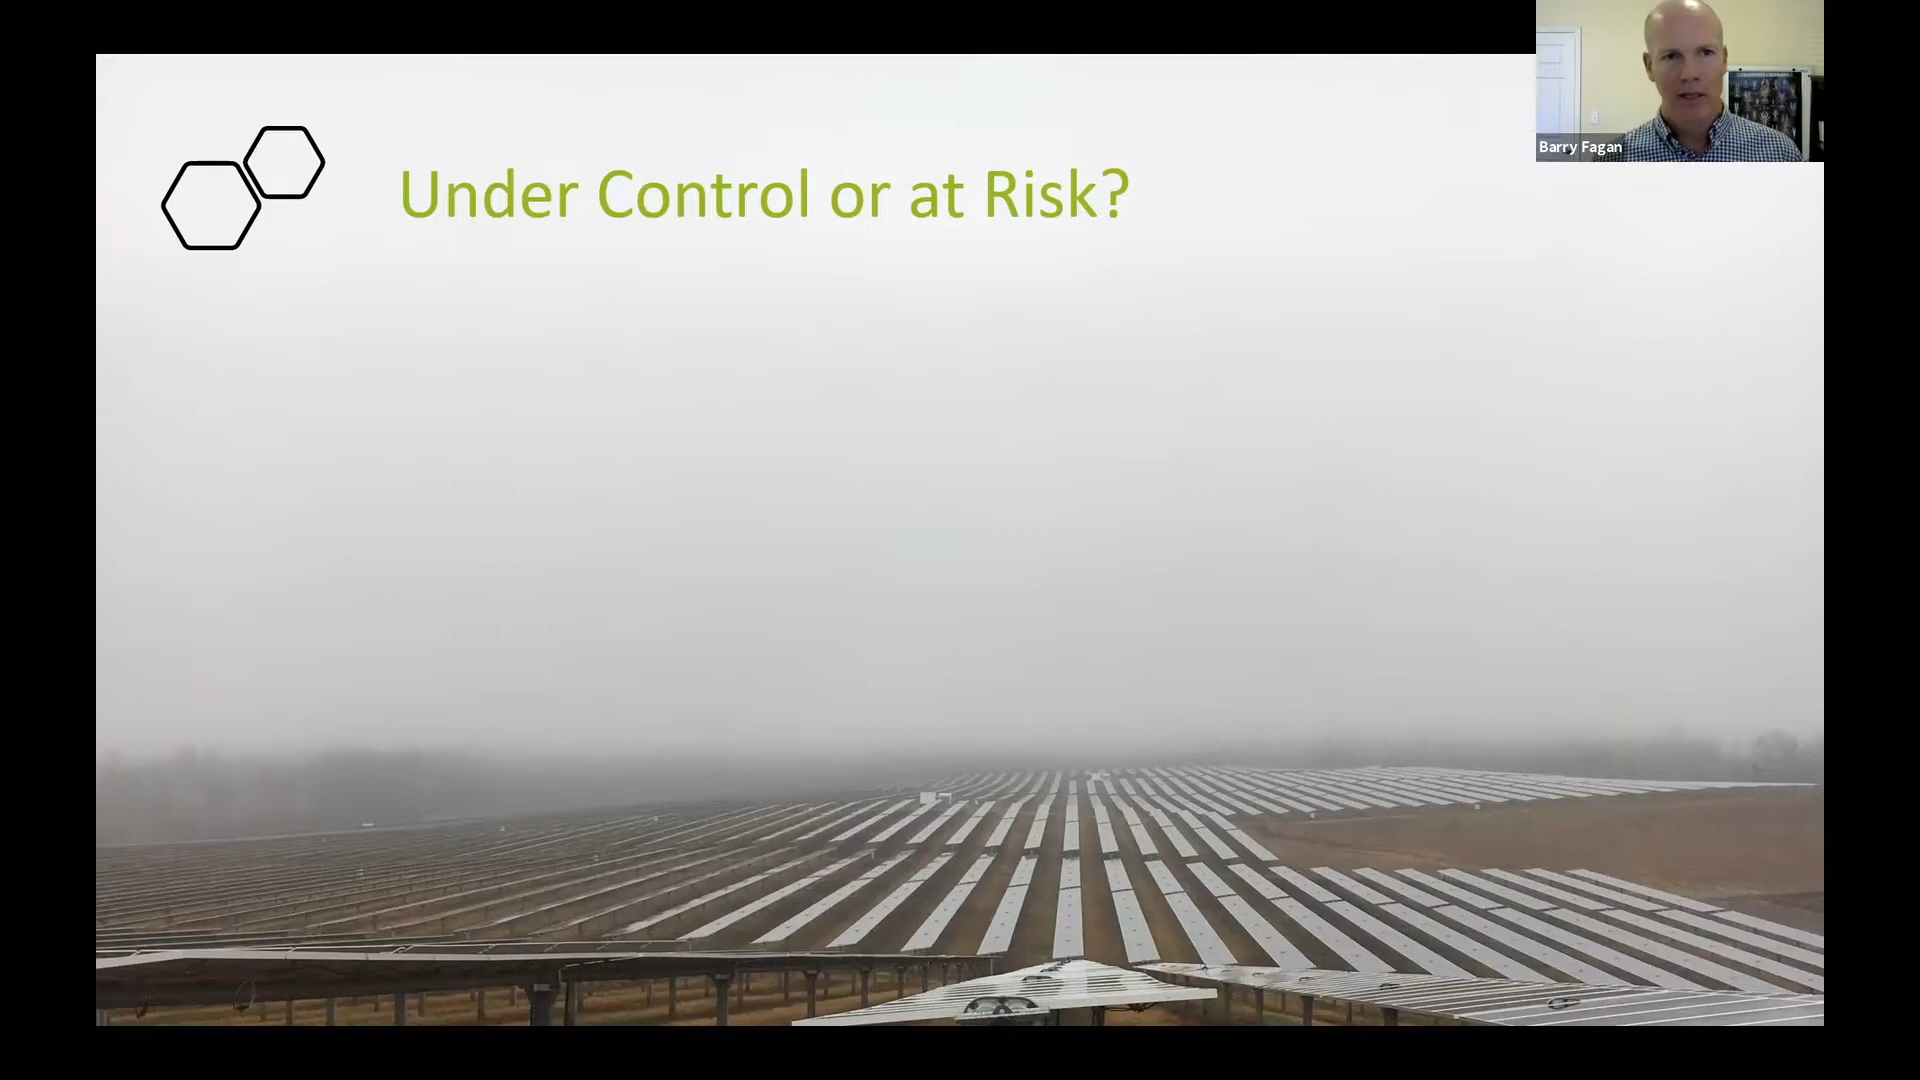 Under Control or at Risk?
Barry Fagan